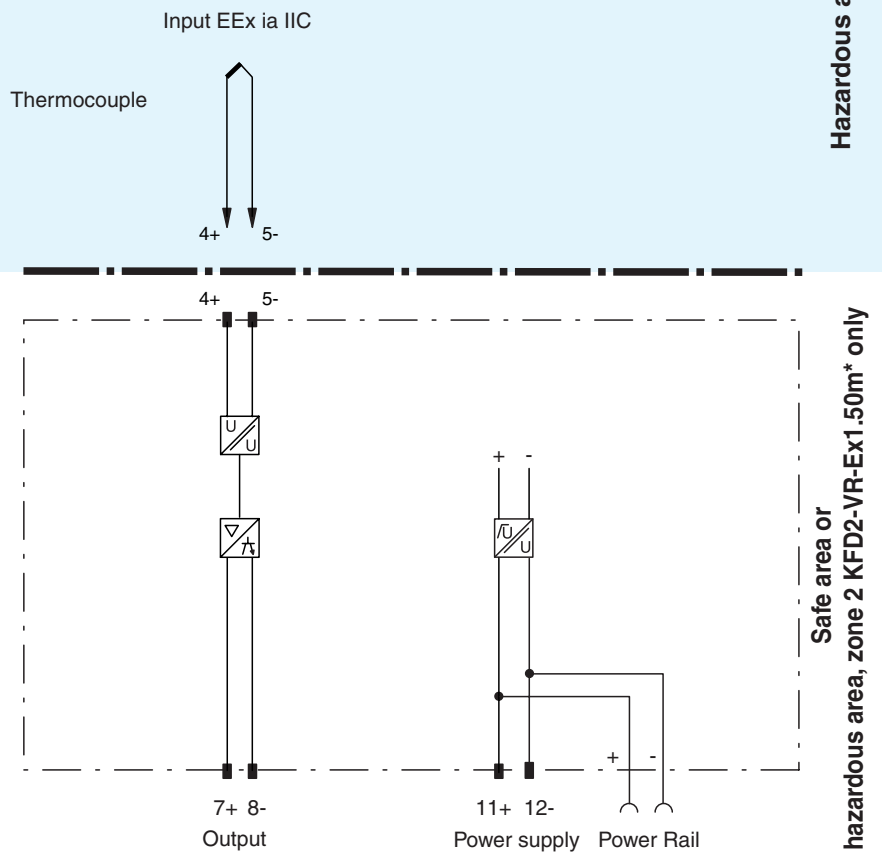 Input EEx ia IIC
Thermocouple
4+ 5-
4+ 5-
U
U
+ -
U
U
+ -
7+ 8-
11+ 12-
Output
Power supply
Power Rail
Hazardous a
Safe area or
hazardous area, zone 2 KFD2-VR-Ex1.50m* only